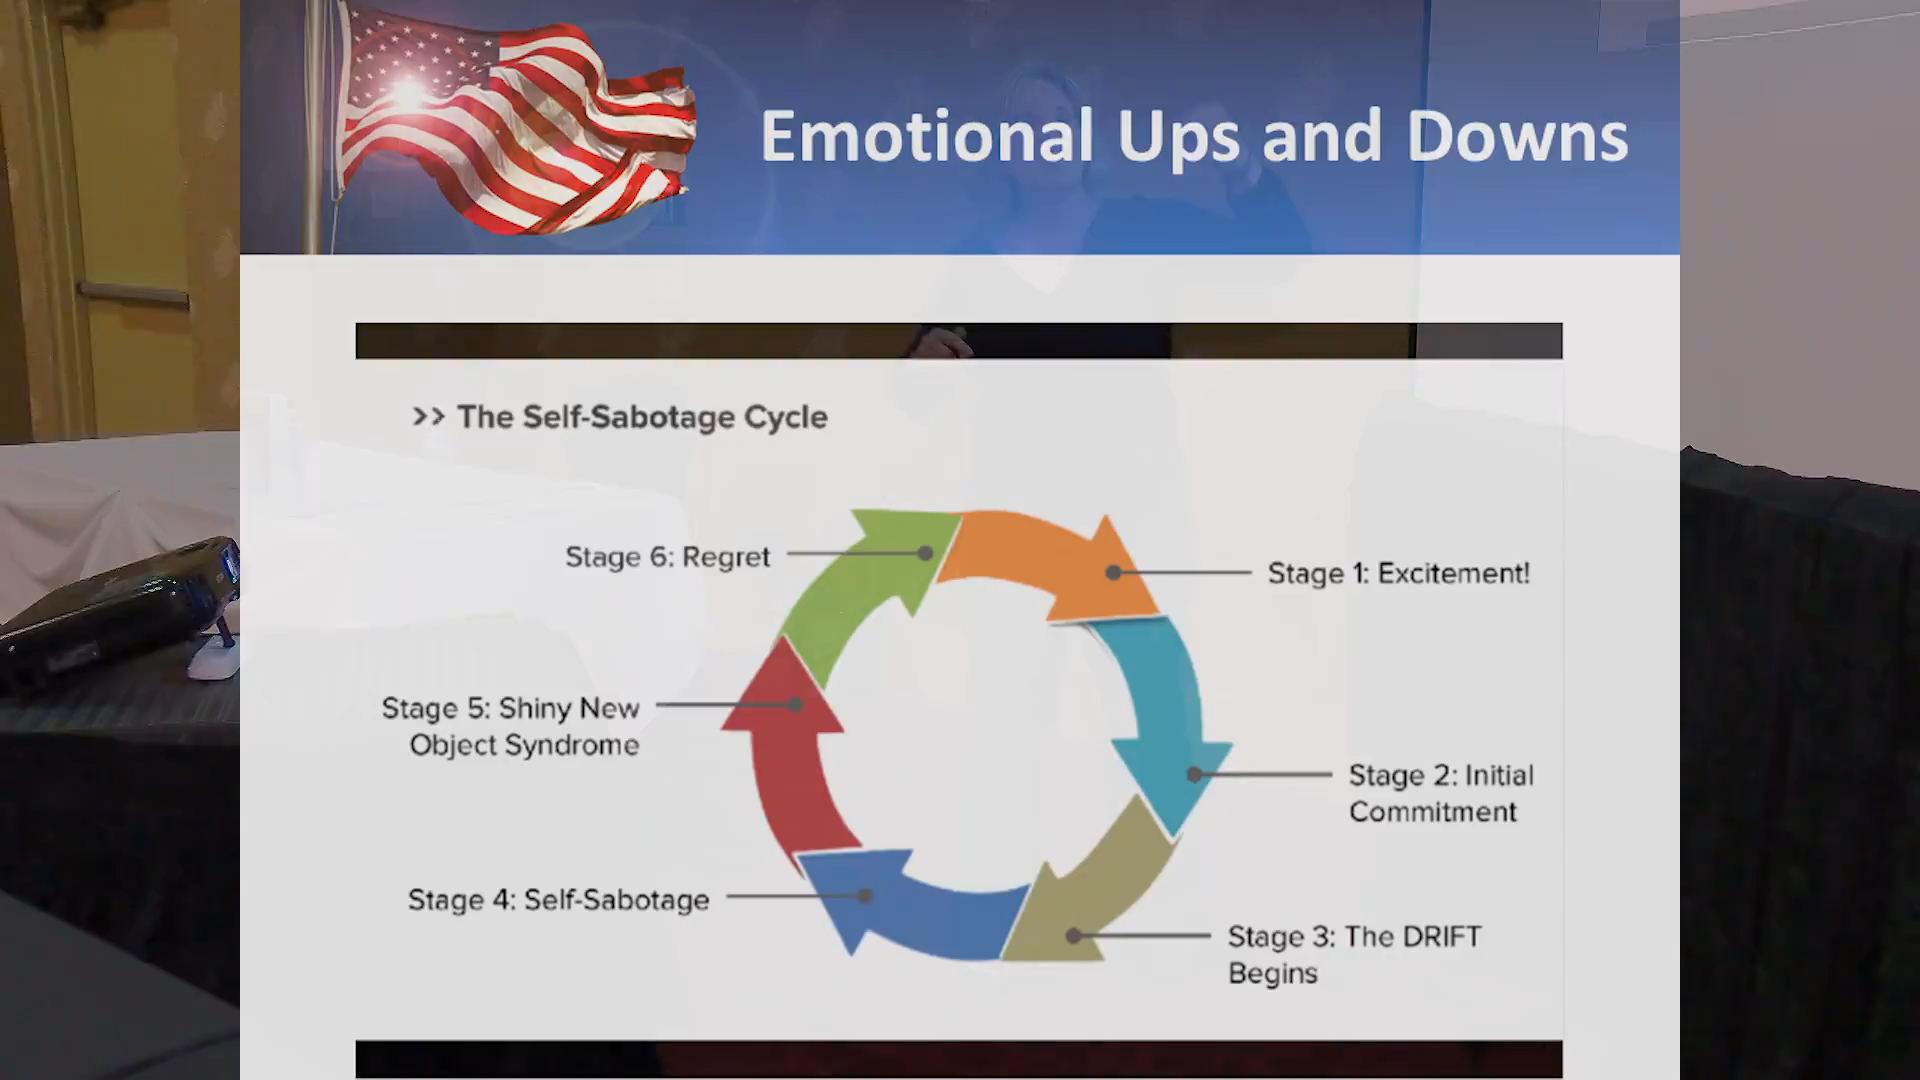 Emotional Ups and Downs
>> The Self-Sabotage Cycle
Stage 6: Regret
Stage 1: Excitement!
Stage 5: Shiny New
Object Syndrome
Stage 2: Initial
Commitment
Stage 4: Self-Sabotage
Stage 3: The DRIFT
Begins